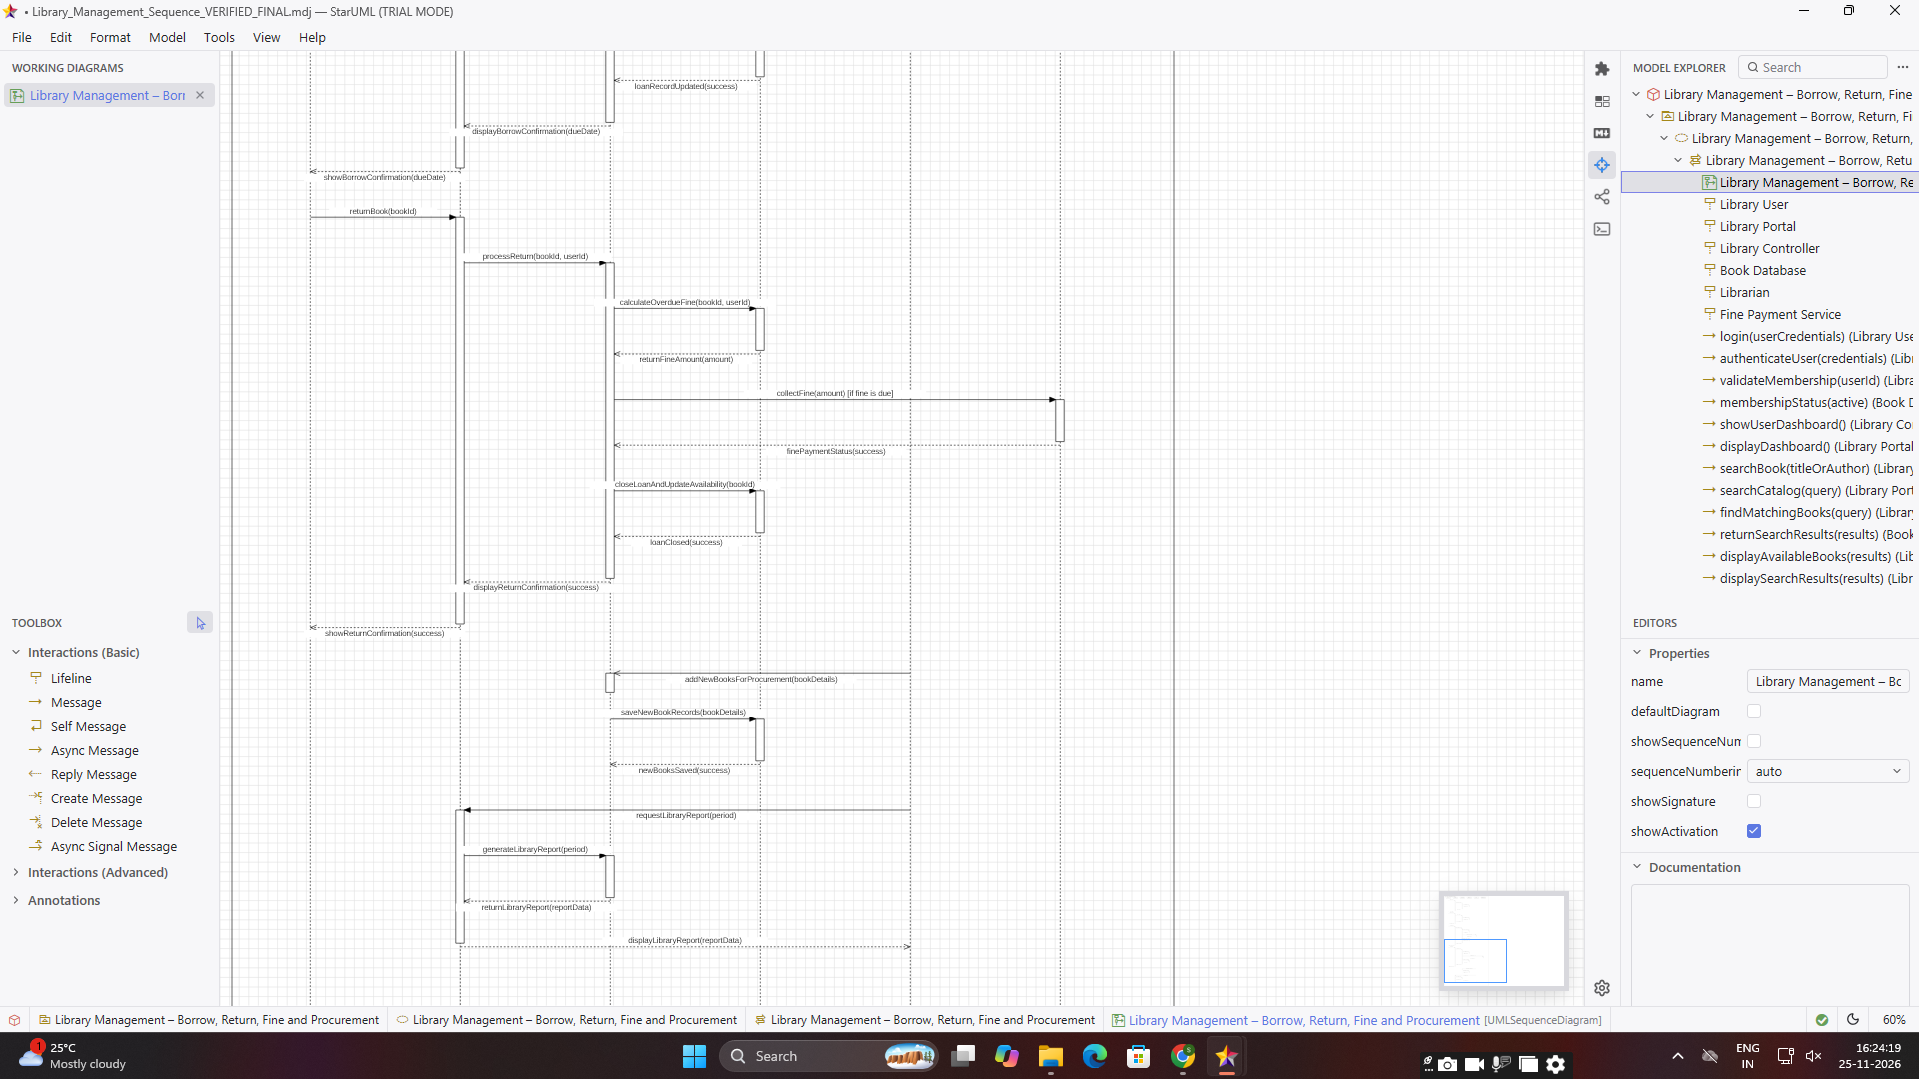 • Library_Management_Sequence_VERIFIED_FINAL.mdj — StarUML (TRIAL MODE)
File Edit Format Model Tools View Help
WORKING DIAGRAMS
Library Management – Borr
loanRecordUpdated(success)
displayBorrowConfirmation(dueDate)
showBorrowConfirmation(dueDate)
returnBook(bookId)
processReturn(bookId, userId)
calculateOverdueFine(bookId, userId)
returnFineAmount(amount)
collectFine(amount) [if fine is due]
finePaymentStatus(success)
closeLoanAndUpdateAvailability(bookId)
loanClosed(success)
displayReturnConfirmation(success)
showReturnConfirmation(success)
addNewBooksForProcurement(bookDetails)
saveNewBookRecords(bookDetails)
newBooksSaved(success)
requestLibraryReport(period)
generateLibraryReport(period)
returnLibraryReport(reportData)
displayLibraryReport(reportData)
TOOLBOX
Interactions (Basic)
Lifeline
Message
Self Message
Async Message
Reply Message
Create Message
Delete Message
Async Signal Message
Interactions (Advanced)
Annotations
MODEL EXPLORER
Search
Library Management – Borrow, Return, Fine
Library Management – Borrow, Return, Fi
Library Management – Borrow, Return,
Library Management – Borrow, Retu
Library Management – Borrow, Re
Library User
Library Portal
Library Controller
Book Database
Librarian
Fine Payment Service
login(userCredentials) (Library Use
authenticateUser(credentials) (Libr
validateMembership(userId) (Libra
membershipStatus(active) (Book D
showUserDashboard() (Library Co
displayDashboard() (Library Portal
searchBook(titleOrAuthor) (Library
searchCatalog(query) (Library Port
findMatchingBooks(query) (Library
returnSearchResults(results) (Book
displayAvailableBooks(results) (Lib
displaySearchResults(results) (Libr
EDITORS
Properties
name Library Management – Bo
defaultDiagram
showSequenceNum
sequenceNumberin auto
showSignature
showActivation
Documentation
Library Management – Borrow, Return, Fine and Procurement
Library Management – Borrow, Return, Fine and Procurement
Library Management – Borrow, Return, Fine and Procurement
Library Management – Borrow, Return, Fine and Procurement [UMLSequenceDiagram]
60%
1
25°C
Mostly cloudy
Search
ENG
IN
16:24:19
25-11-2026